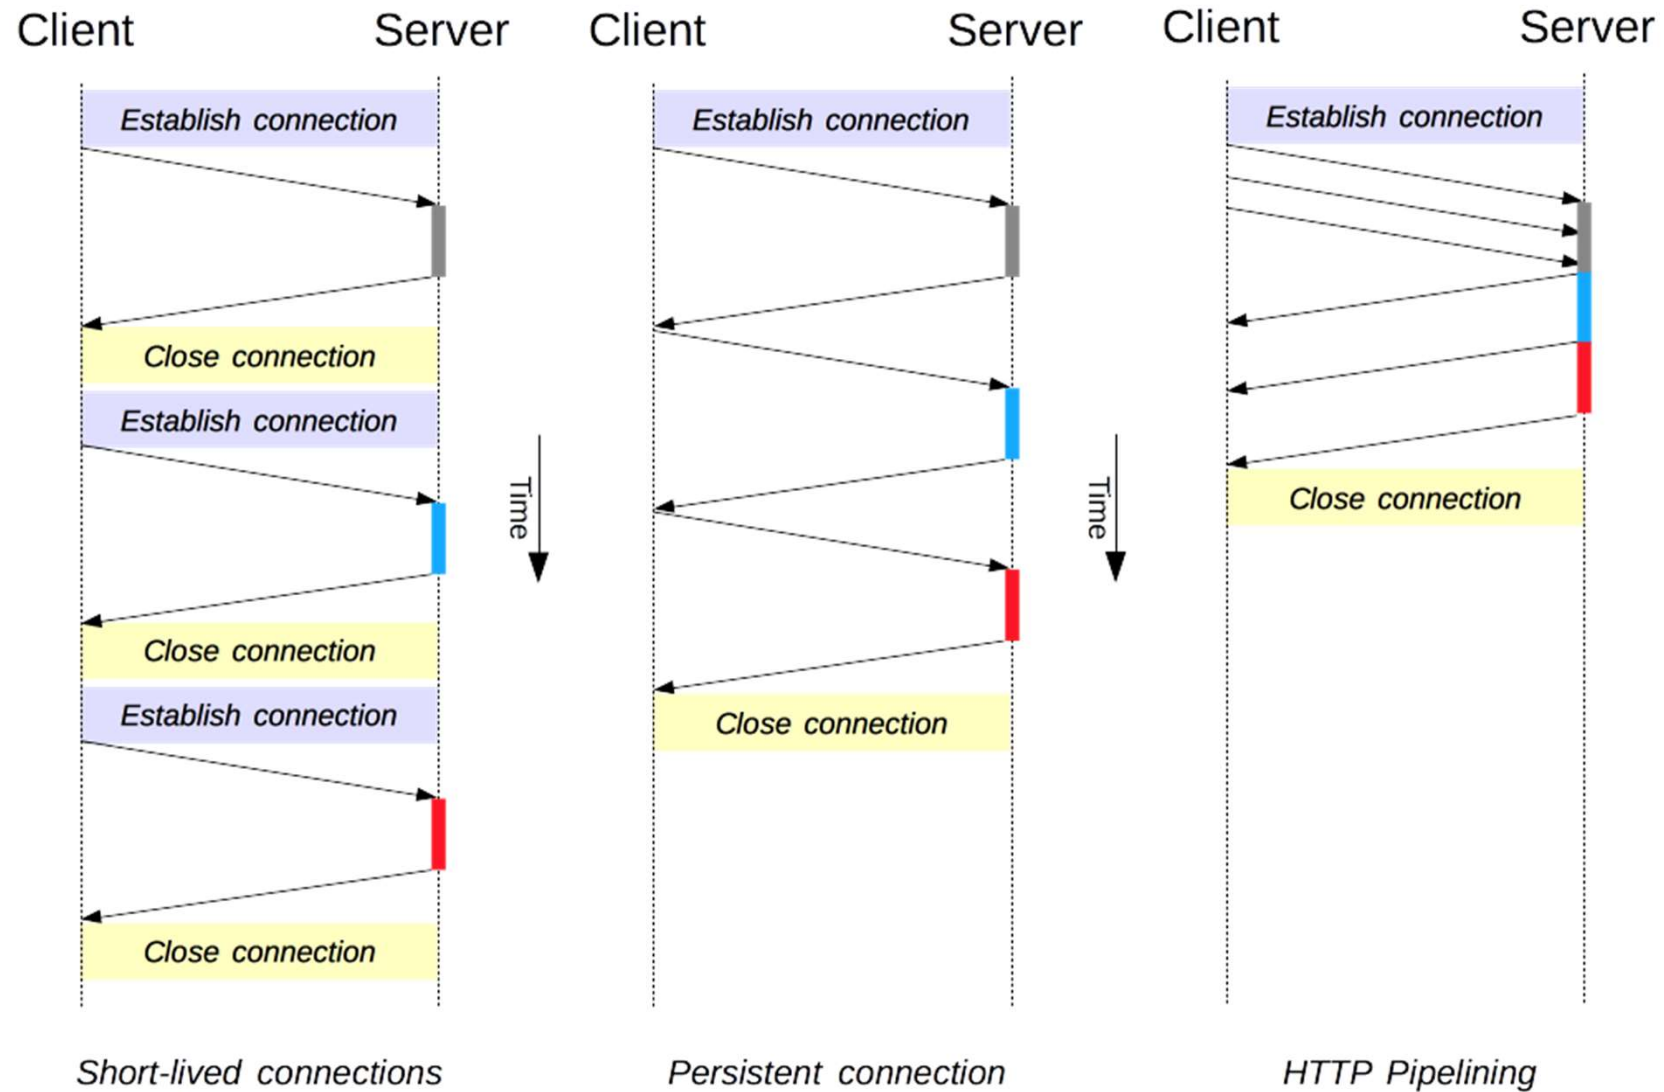 Client Server Client Server Client Server
Establish connection Establish connection Establish connection
Close connection
Establish connection
Time
Time
Close connection
Close connection
Establish connection
Close connection
Close connection
Short-lived connections Persistent connection HTTP Pipelining